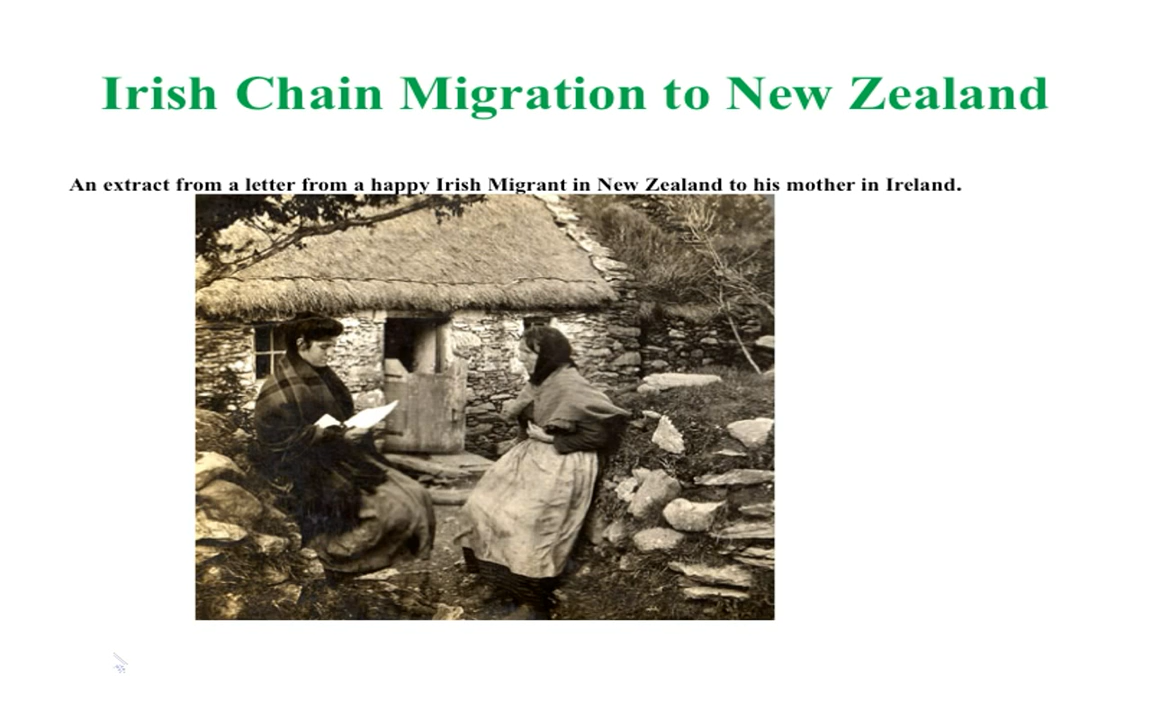 Irish Chain Migration to New Zealand
An extract from a letter from a happy Irish Migrant in New Zealand to his mother in Ireland.